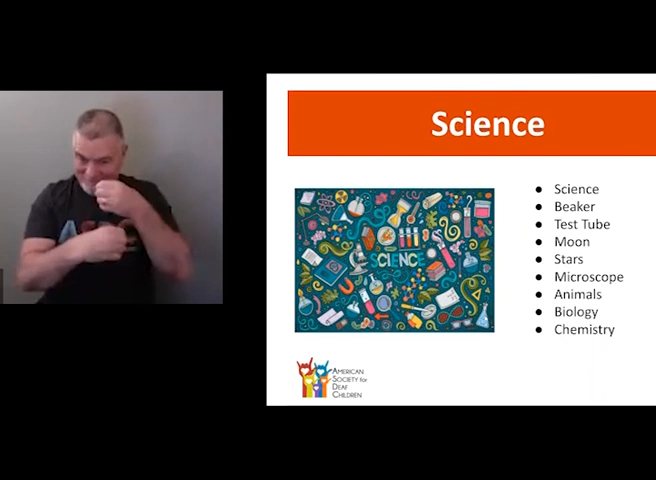 Science
SCIENCE
● Science
● Beaker
● Test Tube
● Moon
● Stars
● Microscope
● Animals
● Biology
● Chemistry
AMERICAN
SOCIETY for
DEAF
CHILDREN